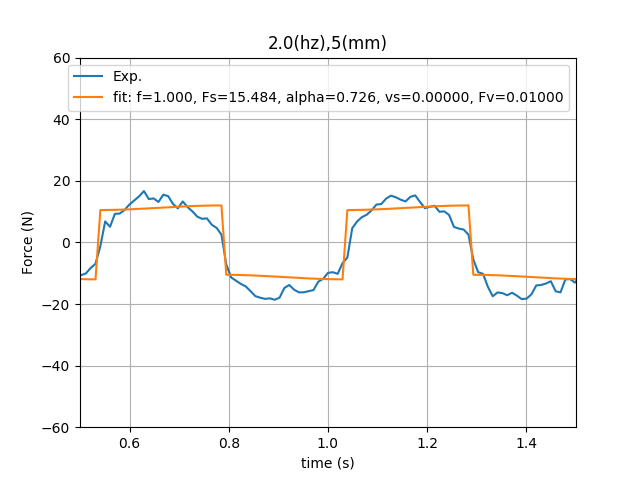 2.0(hz),5(mm)
Exp.
fit: f=1.000, Fs=15.484, alpha=0.726, vs=0.00000, Fv=0.01000
60
40
20
0
−20
−40
−60
Force (N)
0.6 0.8 1.0 1.2 1.4
time (s)